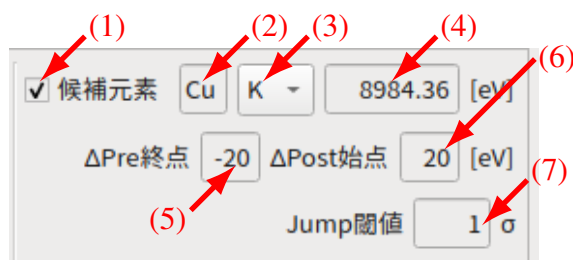 (1) (2) (3) (4)
候補元素 Cu K 8984.36 [eV] (6)
ΔPre終点 -20 ΔPost始点 20 [eV]
(5) (7)
Jump閾値 1 σ